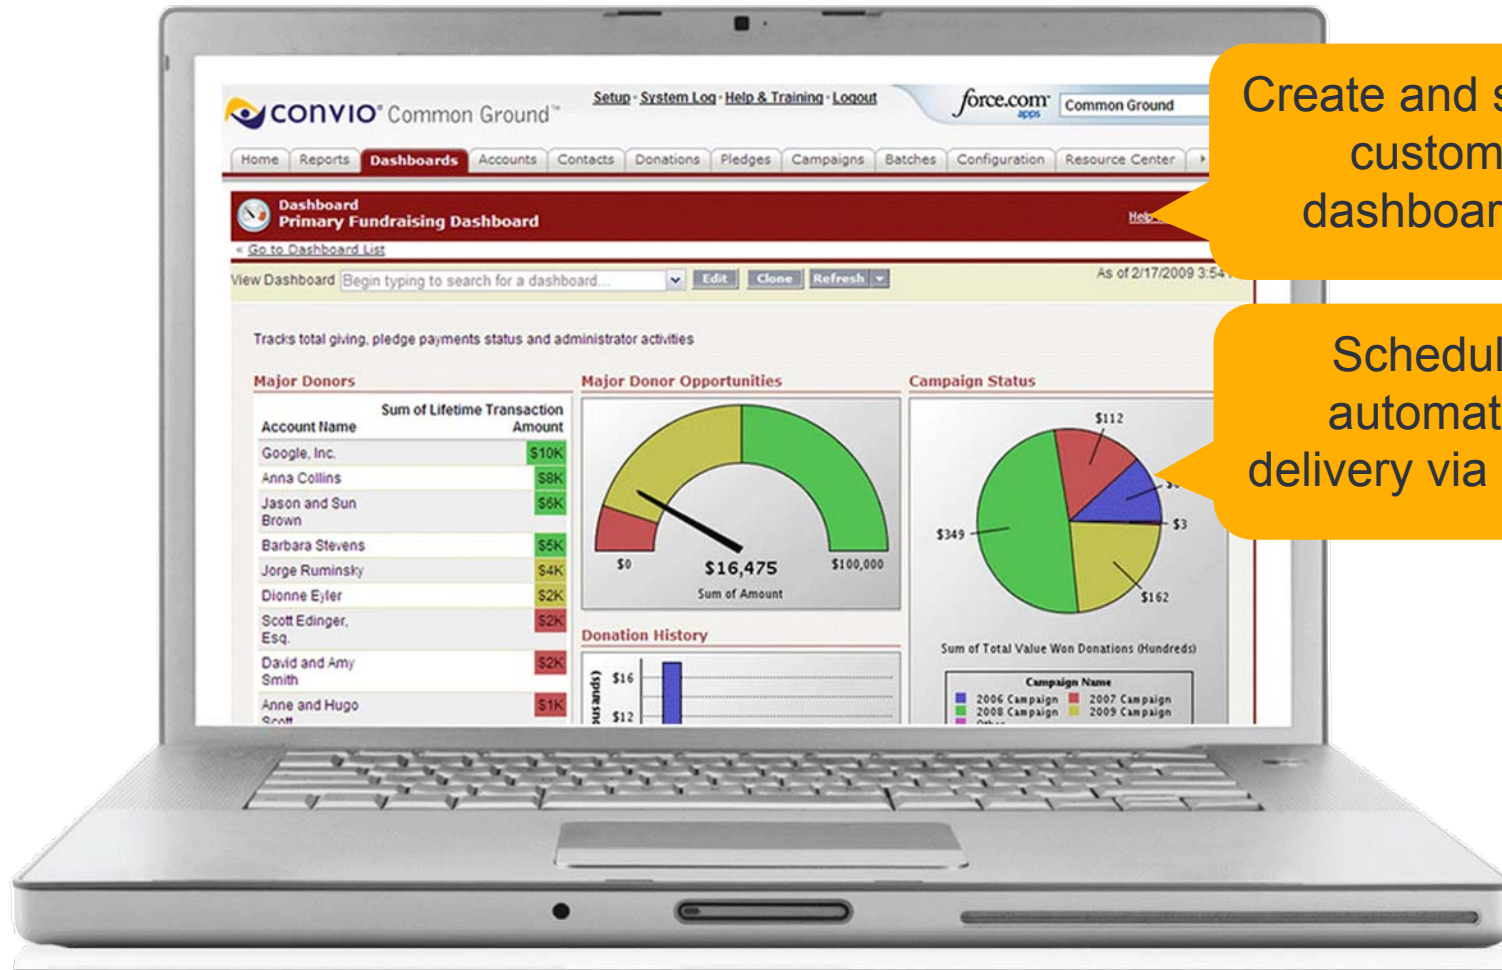 convio® Common Ground™
Setup · System Log · Help & Training · Logout
force.com
apps
Common Ground
Home Reports Dashboards Accounts Contacts Donations Pledges Campaigns Batches Configuration Resource Center
Dashboard
Primary Fundraising Dashboard
Help
« Go to Dashboard List
View Dashboard Begin typing to search for a dashboard... Edit Clone Refresh
As of 2/17/2009 3:54
Tracks total giving, pledge payments status and administrator activities
Major Donors
Account Name Sum of Lifetime Transaction Amount
Google, Inc. $10K
Anna Collins $8K
Jason and Sun
Brown $6K
Barbara Stevens $5K
Jorge Ruminsky $4K
Dionne Eyler $2K
Scott Edinger,
Esq. $2K
David and Amy
Smith $2K
Anne and Hugo
Scott $1K
Major Donor Opportunities
$0 $16,475 $100,000
Sum of Amount
Donation History
$16
$12
Campaign Status
$112
$3
$349
$162
Sum of Total Value Won Donations (Hundreds)
Campaign Name
2006 Campaign 2007 Campaign
2008 Campaign 2009 Campaign
Other
Create and
custom
dashboar
Schedul
automat
delivery via